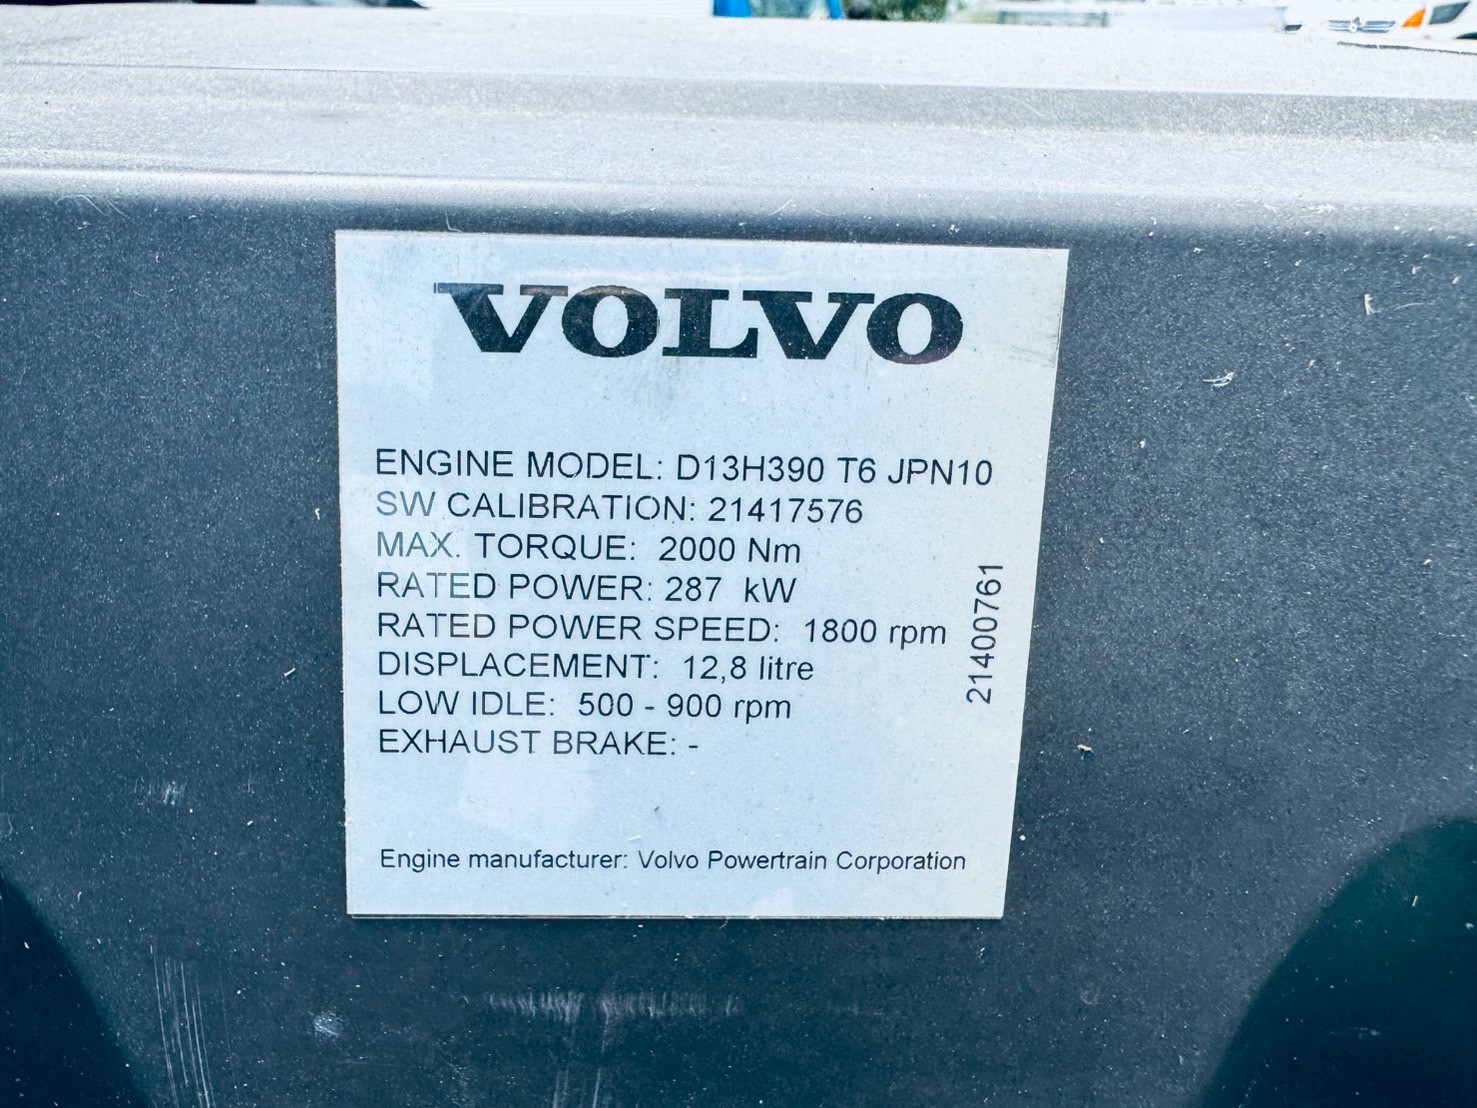 VOLVO
ENGINE MODEL: D13H390 T6 JPN10
SW CALIBRATION: 21417576
MAX. TORQUE: 2000 Nm
RATED POWER: 287 kW
RATED POWER SPEED: 1800 rpm
DISPLACEMENT: 12,8 litre
LOW IDLE: 500 - 900 rpm
EXHAUST BRAKE: -
21400761
Engine manufacturer: Volvo Powertrain Corporation